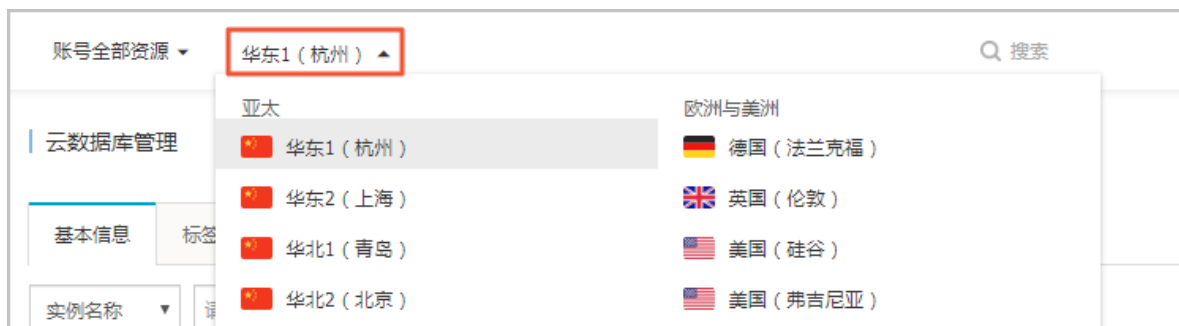 账号全部资源 华东1（杭州） 搜索
亚太 欧洲与美洲
云数据库管理
华东1（杭州） 德国（法兰克福）
华东2（上海） 英国（伦敦）
基本信息 标签
华北1（青岛） 美国（硅谷）
实例名称 请
华北2（北京） 美国（弗吉尼亚）